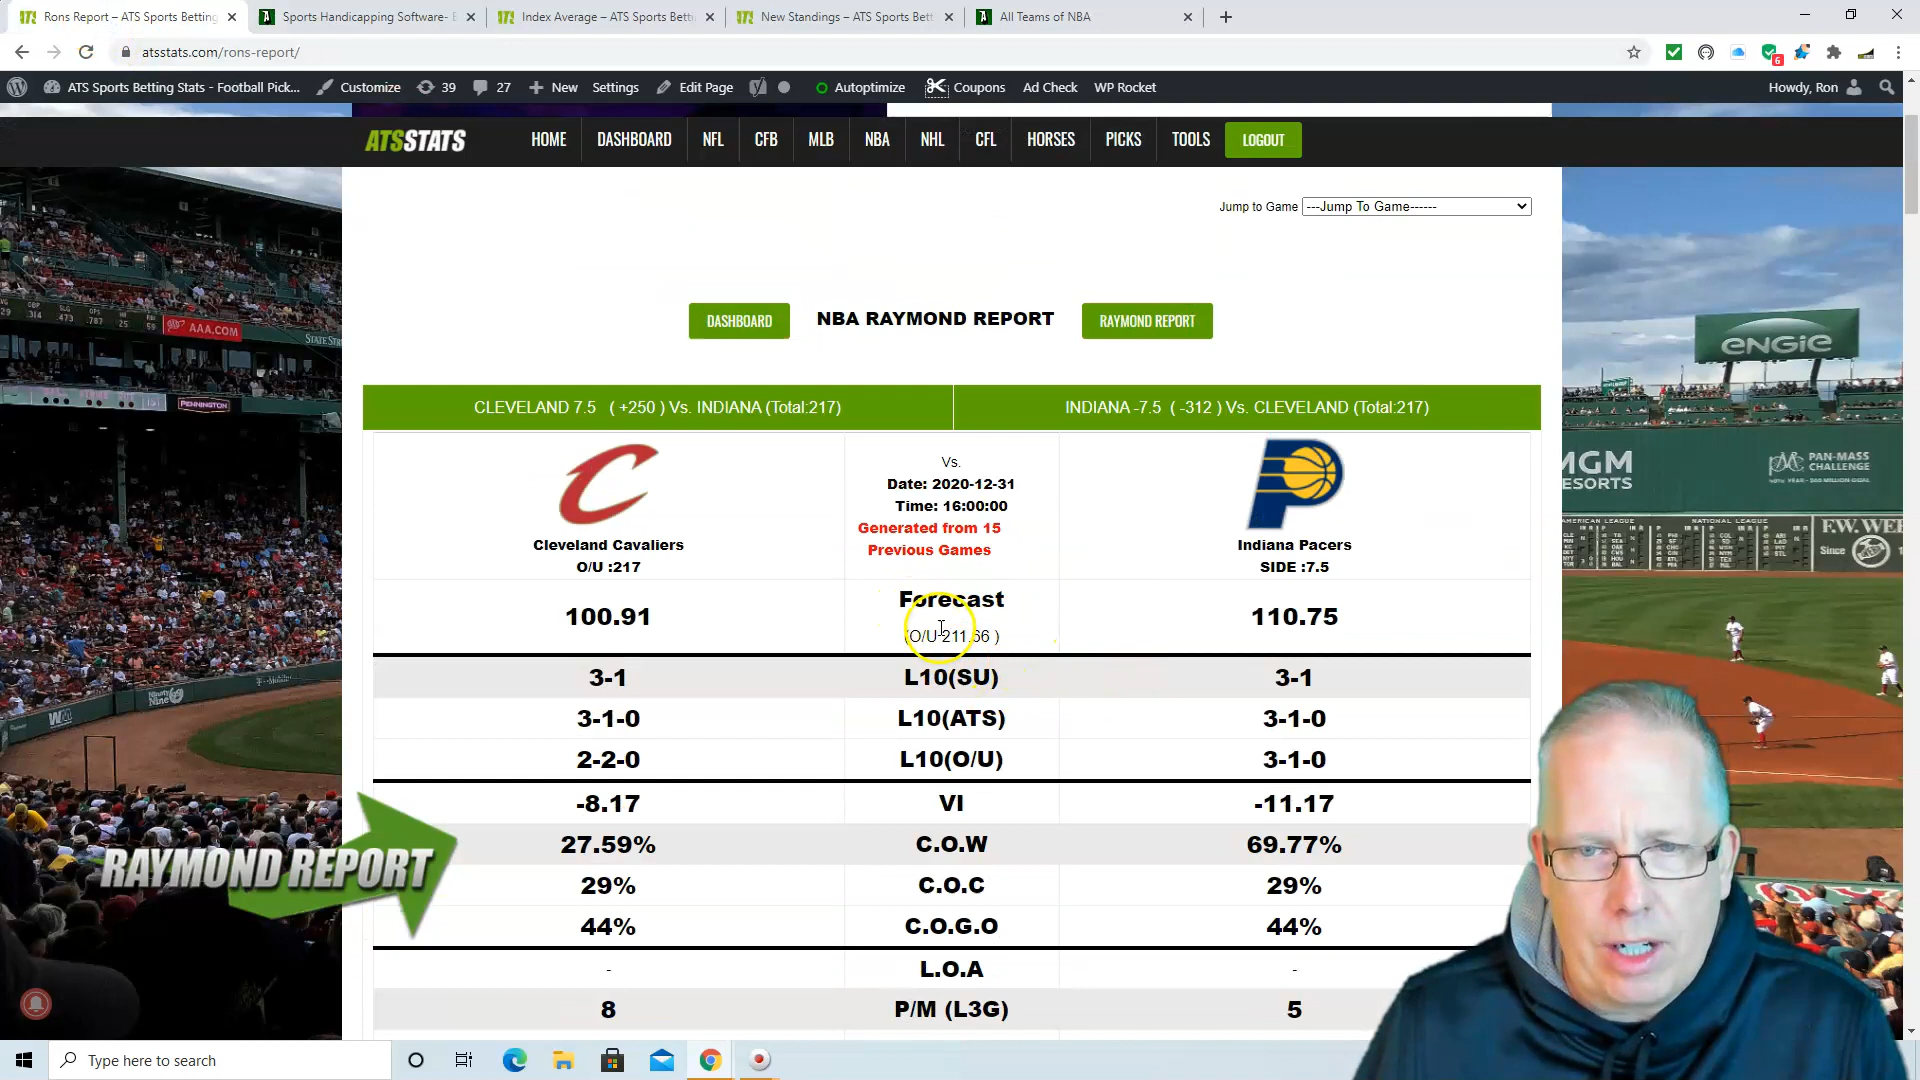 Rons Report – ATS Sports Betting
Sports Handicapping Software- B
Index Average – ATS Sports Betti
New Standings – ATS Sports Bett
All Teams of NBA
atsstats.com/rons-report/
6
ATS Sports Betting Stats - Football Pick...
Customize
39
27
New
Settings
Edit Page
Autoptimize
Coupons
Ad Check
WP Rocket
Howdy, Ron
ATSSTATS
HOME
DASHBOARD
NFL
CFB
MLB
NBA
NHL
CFL
HORSES
PICKS
TOOLS
LOGOUT
Jump to Game
---Jump To Game------
DASHBOARD
NBA RAYMOND REPORT
RAYMOND REPORT
CLEVELAND 7.5 ( +250 ) Vs. INDIANA (Total:217)
INDIANA -7.5 ( -312 ) Vs. CLEVELAND (Total:217)
Cleveland Cavaliers
O/U :217
Vs.
Date: 2020-12-31
Time: 16:00:00
Generated from 15
Previous Games
Indiana Pacers
SIDE :7.5
100.91
Forecast
(O/U 211.66 )
110.75
3-1 L10(SU) 3-1
3-1-0 L10(ATS) 3-1-0
2-2-0 L10(O/U) 3-1-0
-8.17 VI -11.17
27.59% C.O.W 69.77%
29% C.O.C 29%
44% C.O.G.O 44%
- L.O.A -
8 P/M (L3G) 5
RAYMOND REPORT
AAA.COM
PENNINGTON
ENGIE
MGM
RESORTS
PAN-MASS
CHALLENGE
AMERICAN LEAGUE
NATIONAL LEAGUE
F.W. WE
Since
Type here to search